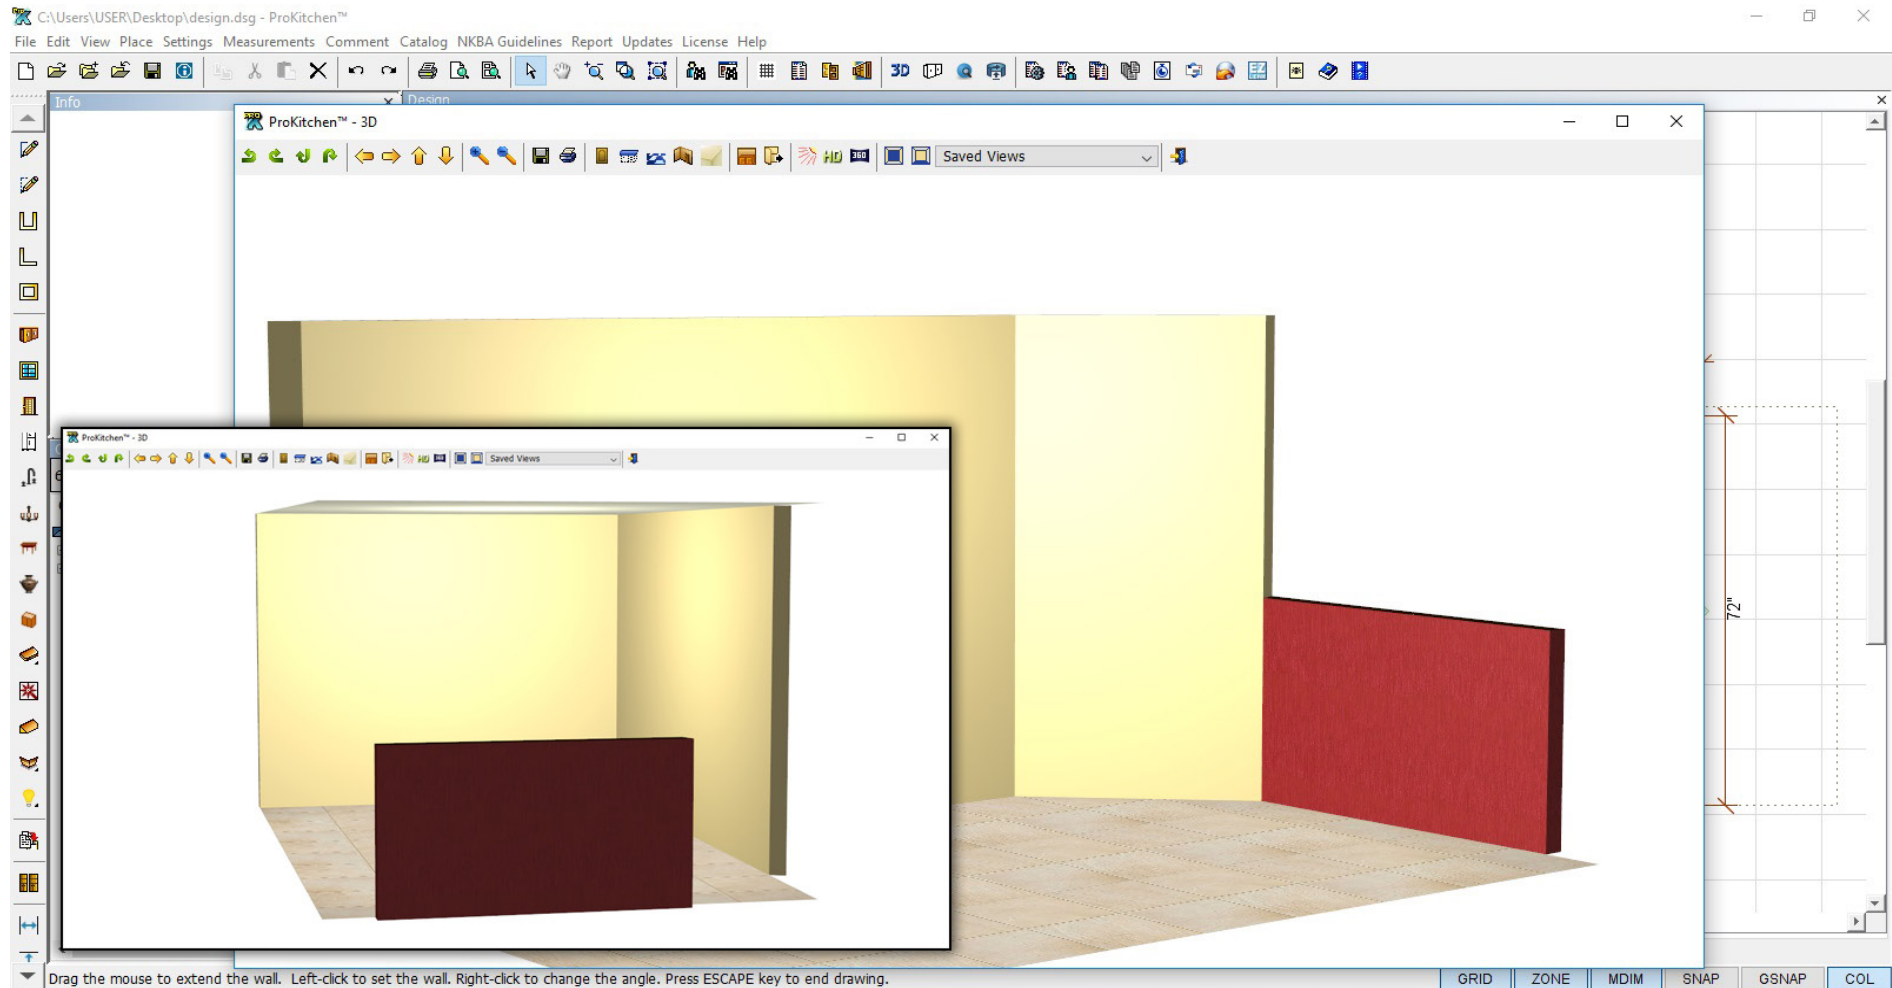 C:\Users\USER\Desktop\design.dsg - ProKitchen™
File Edit View Place Settings Measurements Comment Catalog NKBA Guidelines Report Updates License Help
3D
Info
Design
ProKitchen™ - 3D
HD 360 Saved Views
ProKitchen™ - 3D
HD Saved Views
72"
Drag the mouse to extend the wall. Left-click to set the wall. Right-click to change the angle. Press ESCAPE key to end drawing.
GRID ZONE MDIM SNAP GSNAP COL